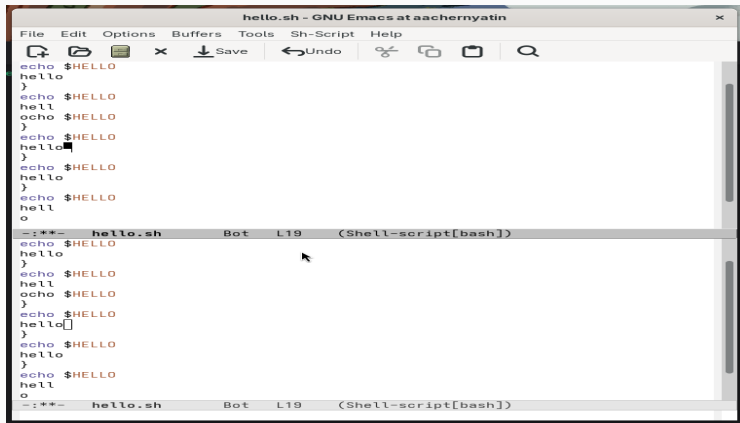 hello.sh - GNU Emacs at aachernyatin
File Edit Options Buffers Tools Sh-Script Help
Save Undo
echo $HELLO
hello
}
echo $HELLO
hell
ocho $HELLO
}
echo $HELLO
hello
}
echo $HELLO
hello
}
echo $HELLO
hell
o
-:**- hello.sh Bot L19 (Shell-script[bash])
echo $HELLO
hello
}
echo $HELLO
hell
ocho $HELLO
}
echo $HELLO
hello
}
echo $HELLO
hello
}
echo $HELLO
hell
o
-:**- hello.sh Bot L19 (Shell-script[bash])